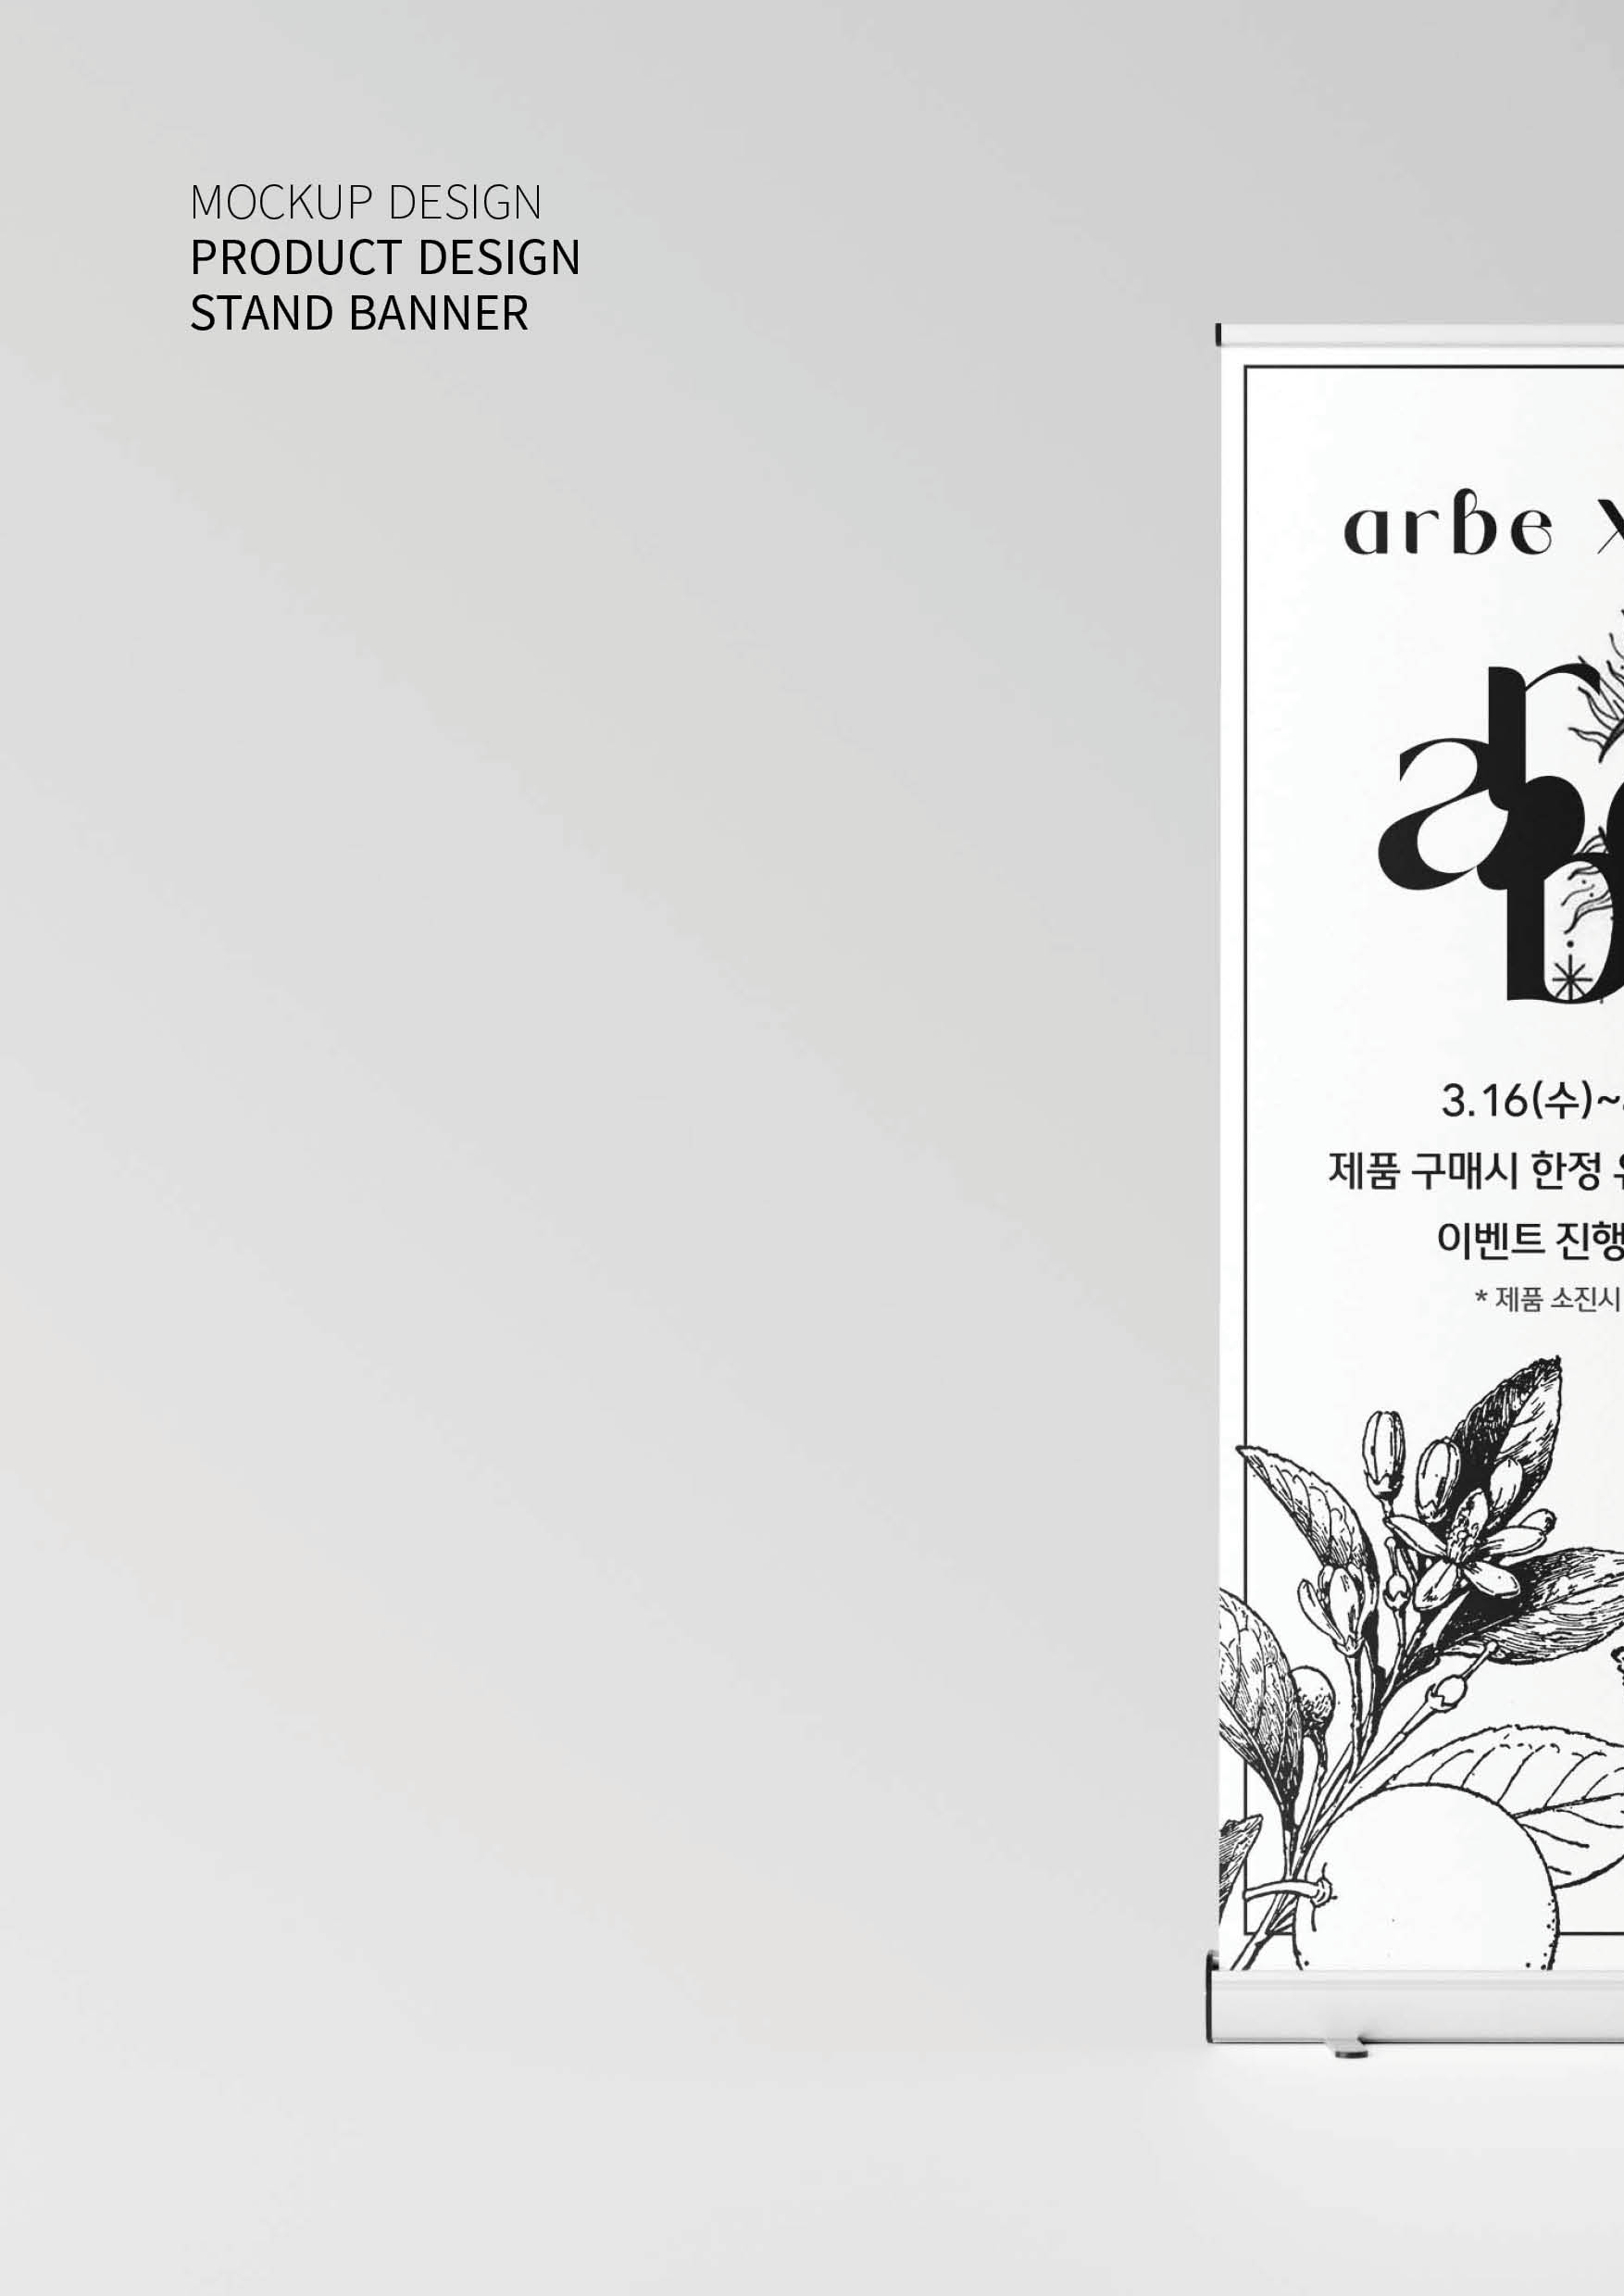 MOCKUP DESIGN
PRODUCT DESIGN
STAND BANNER
arbe X
arbe
3.16(수)~
제품 구매시 한정
이벤트 진행
* 제품 소진시